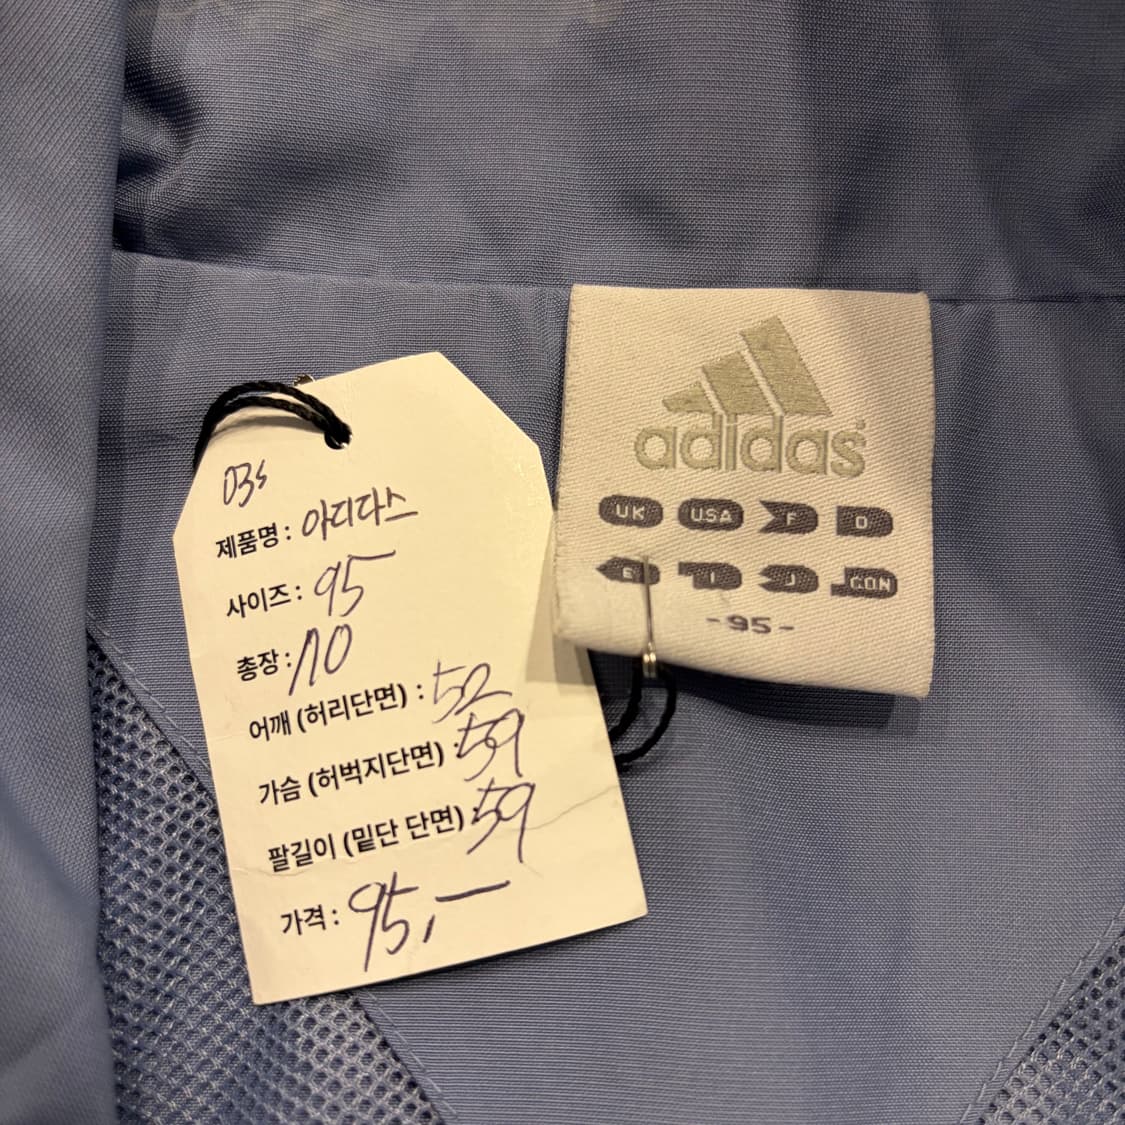 제품명 : 아디다스
사이즈 : 95
총장 : 70
어깨 (허리단면) : 52
가슴 (허벅지단면) : 59
팔길이 (밑단 단면) : 59
가격 : 95,-
adidas
UK USA F D
E I J CON
-95-